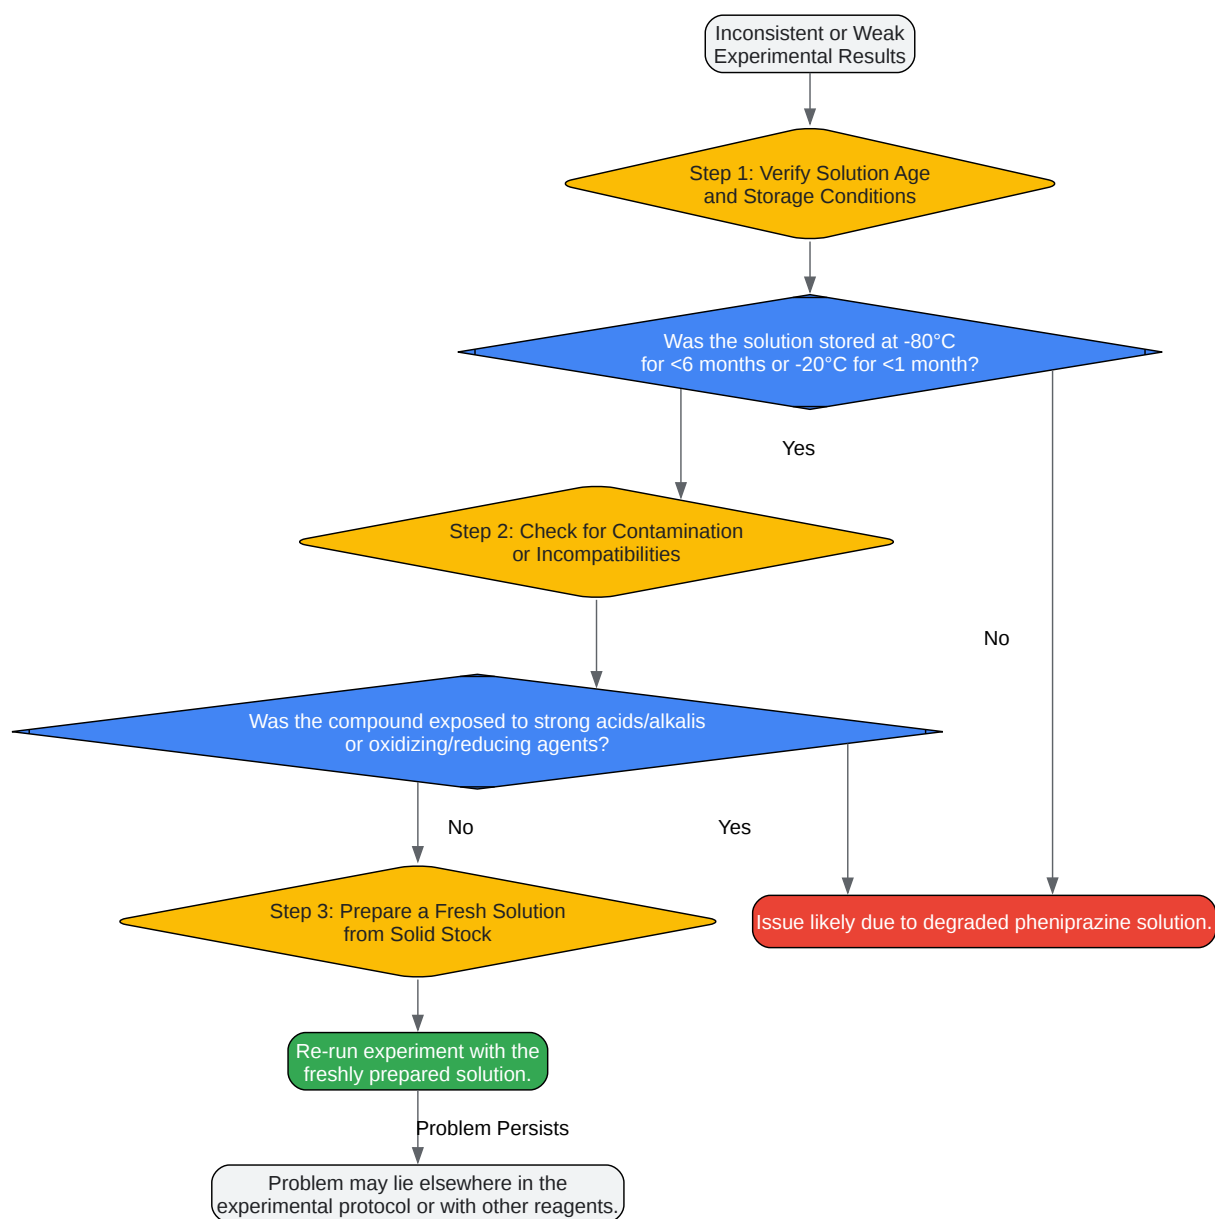 Inconsistent or Weak
Experimental Results
Step 1: Verify Solution Age
and Storage Conditions
Was the solution stored at -80°C
for <6 months or -20°C for <1 month?
Yes
Step 2: Check for Contamination
or Incompatibilities
No
Was the compound exposed to strong acids/alkalis
or oxidizing/reducing agents?
No
Yes
Step 3: Prepare a Fresh Solution
from Solid Stock
Issue likely due to degraded pheniprazine solution.
Re-run experiment with the
freshly prepared solution.
Problem Persists
Problem may lie elsewhere in the
experimental protocol or with other reagents.